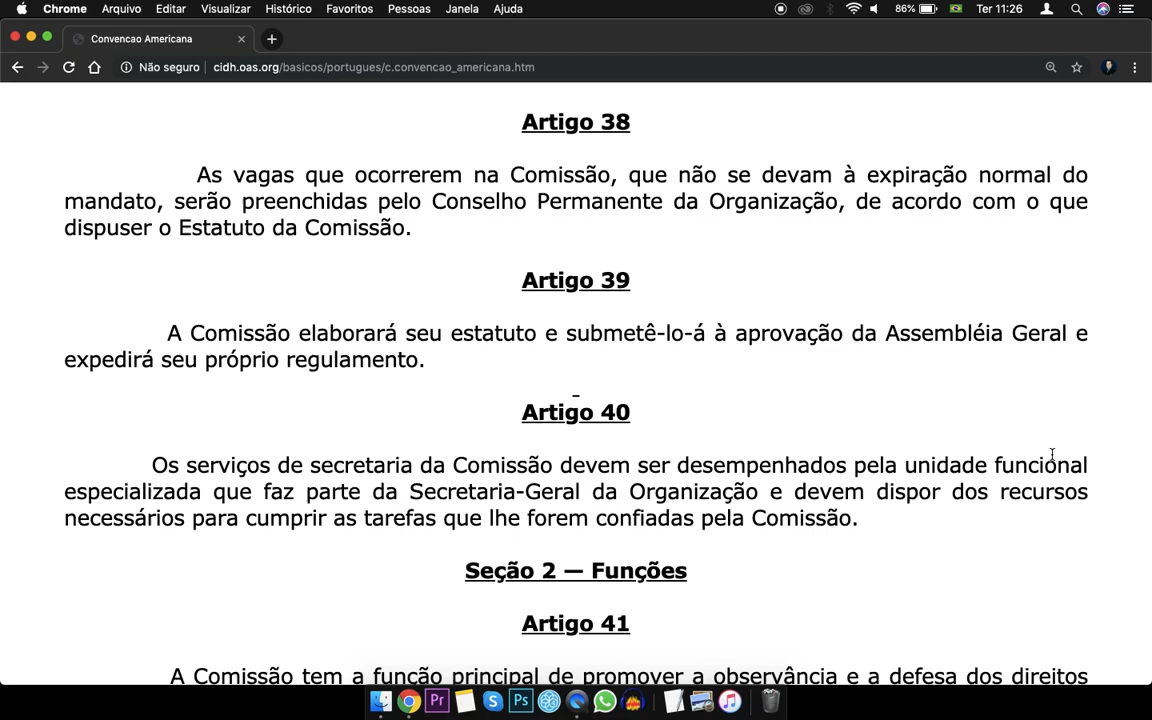 Chrome Arquivo Editar Visualizar Histórico Favoritos Pessoas Janela Ajuda 86% Ter 11:26
Convencao Americana
Não seguro cidh.oas.org/basicos/portugues/c.convencao_americana.htm
Artigo 38
As vagas que ocorrerem na Comissão, que não se devam à expiração normal do
mandato, serão preenchidas pelo Conselho Permanente da Organização, de acordo com o que
dispuser o Estatuto da Comissão.
Artigo 39
A Comissão elaborará seu estatuto e submetê-lo-á à aprovação da Assembléia Geral e
expedirá seu próprio regulamento.
Artigo 40
Os serviços de secretaria da Comissão devem ser desempenhados pela unidade funcional
especializada que faz parte da Secretaria-Geral da Organização e devem dispor dos recursos
necessários para cumprir as tarefas que lhe forem confiadas pela Comissão.
Seção 2 — Funções
Artigo 41
A Comissão tem a função principal de promover a observância e a defesa dos direitos
Pr Ps